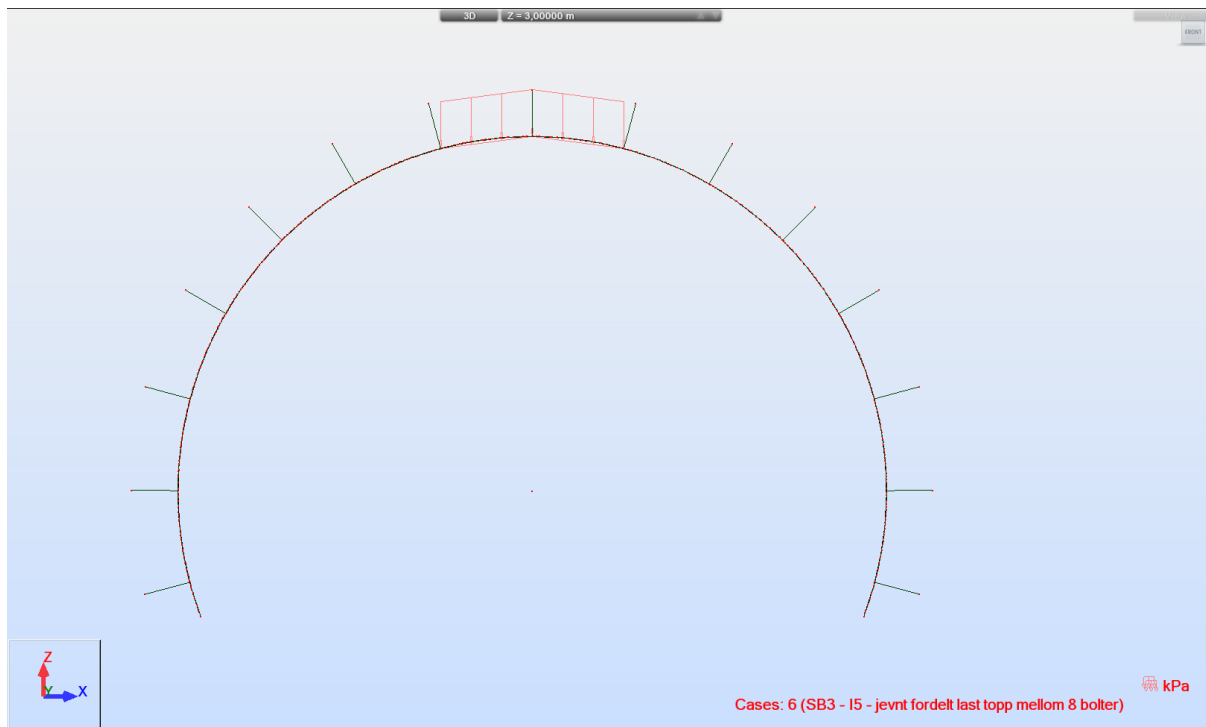 3D
Z = 3,00000 m
FRONT
Z
Y
X
kPa
Cases: 6 (SB3 - I5 - jevnt fordelt last topp mellom 8 bolter)